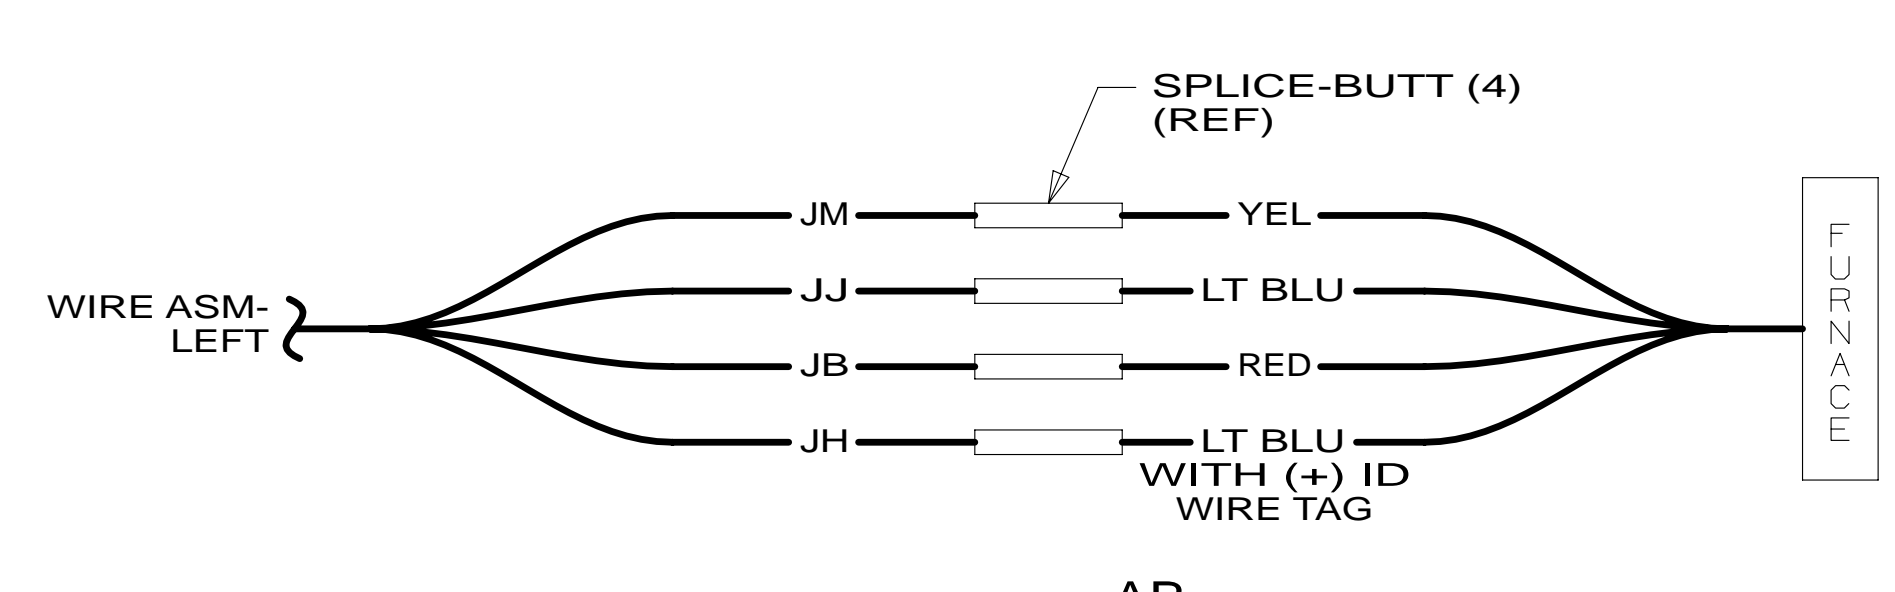 SPLICE-BUTT (4)
(REF)
JM
YEL
JJ
LT BLU
WIRE ASM-
LEFT
JB
RED
JH
LT BLU
WITH (+) ID
WIRE TAG
FURNACE